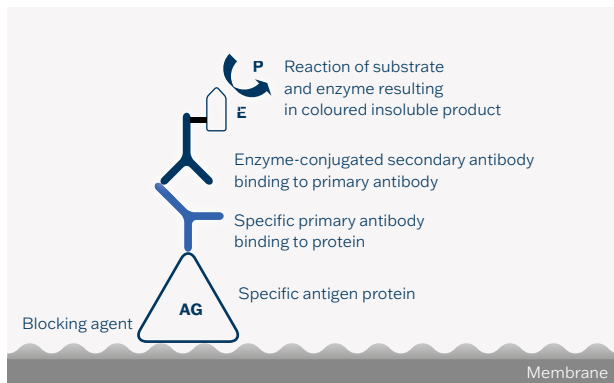 P
Reaction of substrate
and enzyme resulting
in coloured insoluble product
E
Enzyme-conjugated secondary antibody
binding to primary antibody
Specific primary antibody
binding to protein
Specific antigen protein
AG
Blocking agent
Membrane